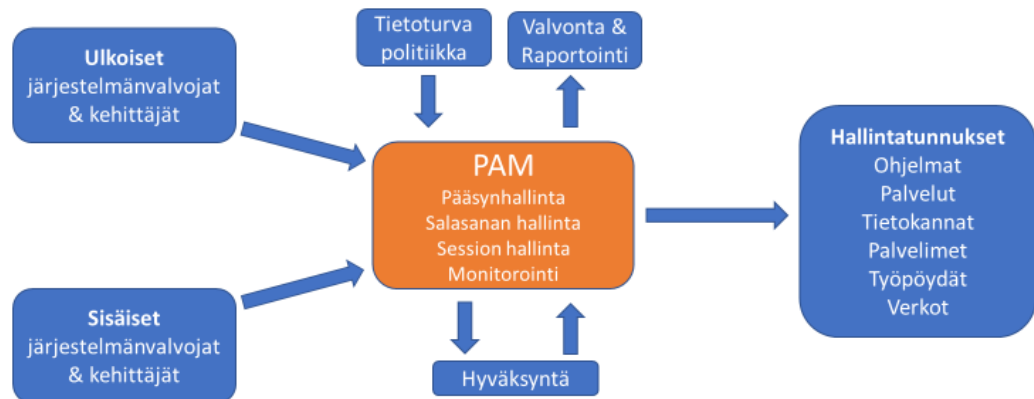 Ulkoiset
järjestelmänvalvojat
& kehittäjät
Tietoturva
politiikka
Valvonta &
Raportointi
PAM
Pääsynhallinta
Salasanan hallinta
Session hallinta
Monitorointi
Hallintatunnukset
Ohjelmat
Palvelut
Tietokannat
Palvelimet
Työpöydät
Verkot
Sisäiset
järjestelmänvalvojat
& kehittäjät
Hyväksyntä